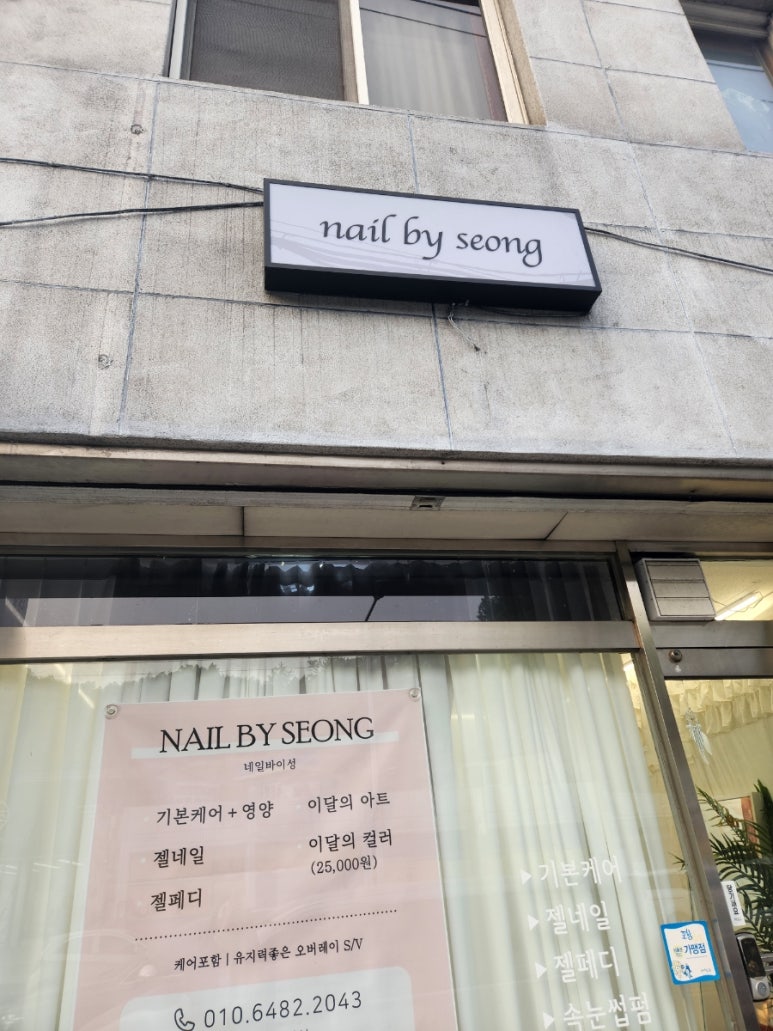 nail by seong
NAIL BY SEONG
네일바이성
기본케어 + 영양
이달의 아트
젤네일
이달의 컬러
(25,000원)
젤페디
케어포함 | 유지력좋은 오버레이 S/V
010.6482.2043
▶기본케어
▶젤네일
▶젤페디
▶속눈썹펌
가맹점